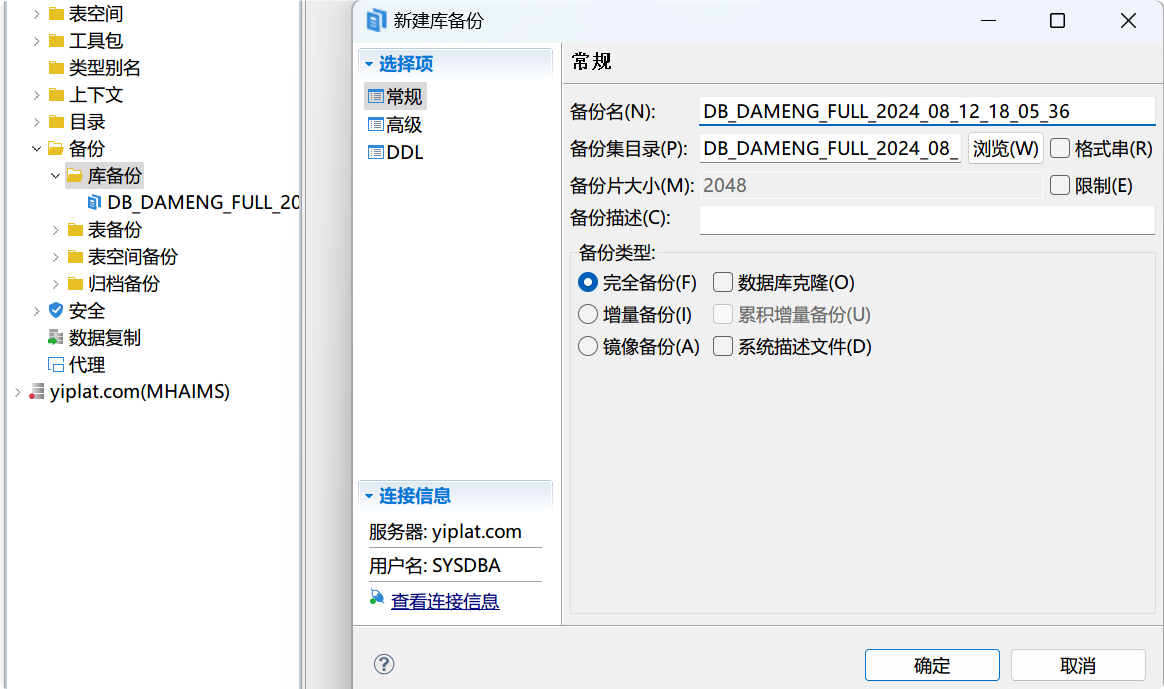 表空间
工具包
类型别名
上下文
目录
备份
库备份
DB_DAMENG_FULL_20
表备份
表空间备份
归档备份
安全
数据复制
代理
yiplat.com(MHAIMS)
新建库备份
选择项
常规
高级
DDL
连接信息
服务器: yiplat.com
用户名: SYSDBA
查看连接信息
常规
备份名(N): DB_DAMENG_FULL_2024_08_12_18_05_36
备份集目录(P): DB_DAMENG_FULL_2024_08_ 浏览(W) 格式串(R)
备份片大小(M): 2048 限制(E)
备份描述(C):
备份类型:
完全备份(F) 数据库克隆(O)
增量备份(I) 累积增量备份(U)
镜像备份(A) 系统描述文件(D)
? 确定 取消